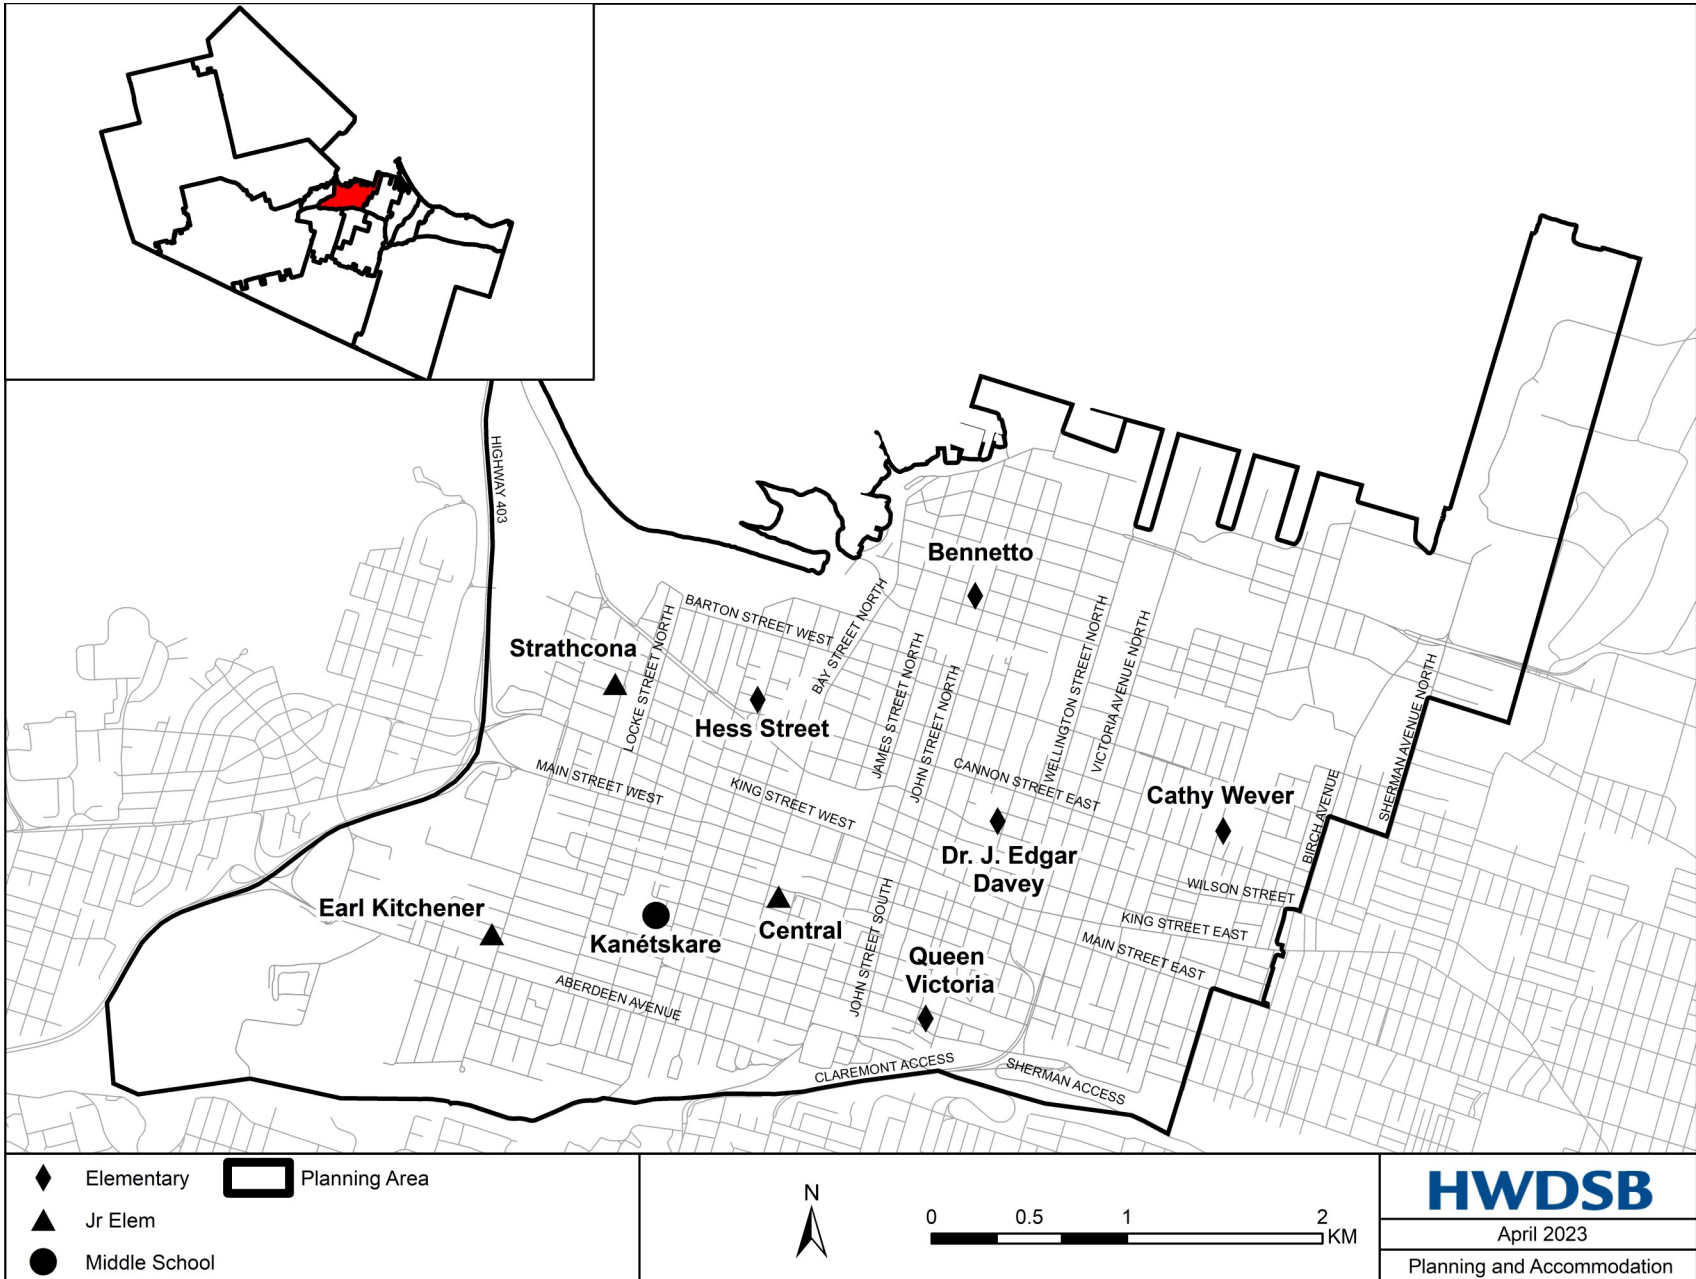 HIGHWAY 403
Bennetto
BARTON STREET WEST
BAY STREET NORTH
Strathcona
LOCKE STREET NORTH
JAMES STREET NORTH
JOHN STREET NORTH
WELLINGTON STREET NORTH
VICTORIA AVENUE NORTH
SHERMAN AVENUE NORTH
Hess Street
MAIN STREET WEST
KING STREET WEST
CANNON STREET EAST
Cathy Wever
BIRCH AVENUE
Dr. J. Edgar
Davey
WILSON STREET
Earl Kitchener
Kanétskare
Central
JOHN STREET SOUTH
KING STREET EAST
MAIN STREET EAST
Queen
Victoria
ABERDEEN AVENUE
CLAREMONT ACCESS
SHERMAN ACCESS
Elementary
Planning Area
Jr Elem
Middle School
N
0 0.5 1 2
KM
HWDSB
April 2023
Planning and Accommodation